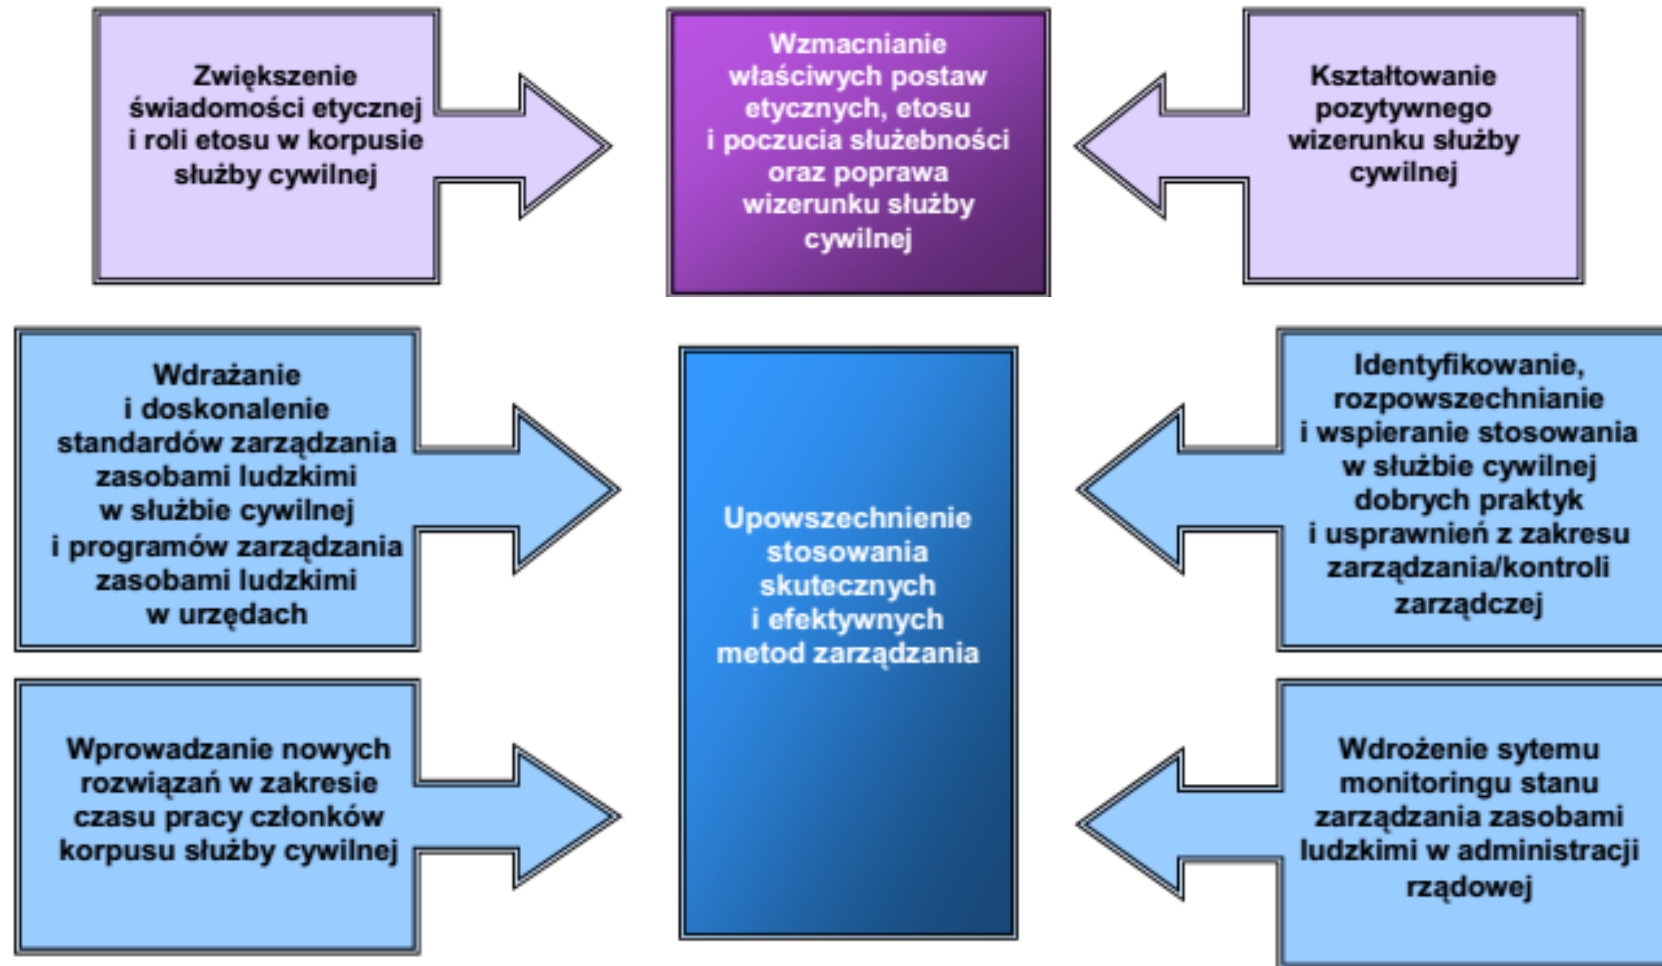 Zwiększenie
świadomości etycznej
i roli etosu w korpusie
służby cywilnej
Wzmacnianie
właściwych postaw
etycznych, etosu
i poczucia służebności
oraz poprawa
wizerunku służby
cywilnej
Kształtowanie
pozytywnego
wizerunku służby
cywilnej
Wdrażanie
i doskonalenie
standardów zarządzania
zasobami ludzkimi
w służbie cywilnej
i programów zarządzania
zasobami ludzkimi
w urzędach
Upowszechnienie
stosowania
skutecznych
i efektywnych
metod zarządzania
Identyfikowanie,
rozpowszechnianie
i wspieranie stosowania
w służbie cywilnej
dobrych praktyk
i usprawnień z zakresu
zarządzania/kontroli
zarządczej
Wprowadzanie nowych
rozwiązań w zakresie
czasu pracy członków
korpusu służby cywilnej
Wdrożenie sytemu
monitoringu stanu
zarządzania zasobami
ludzkimi w administracji
rządowej